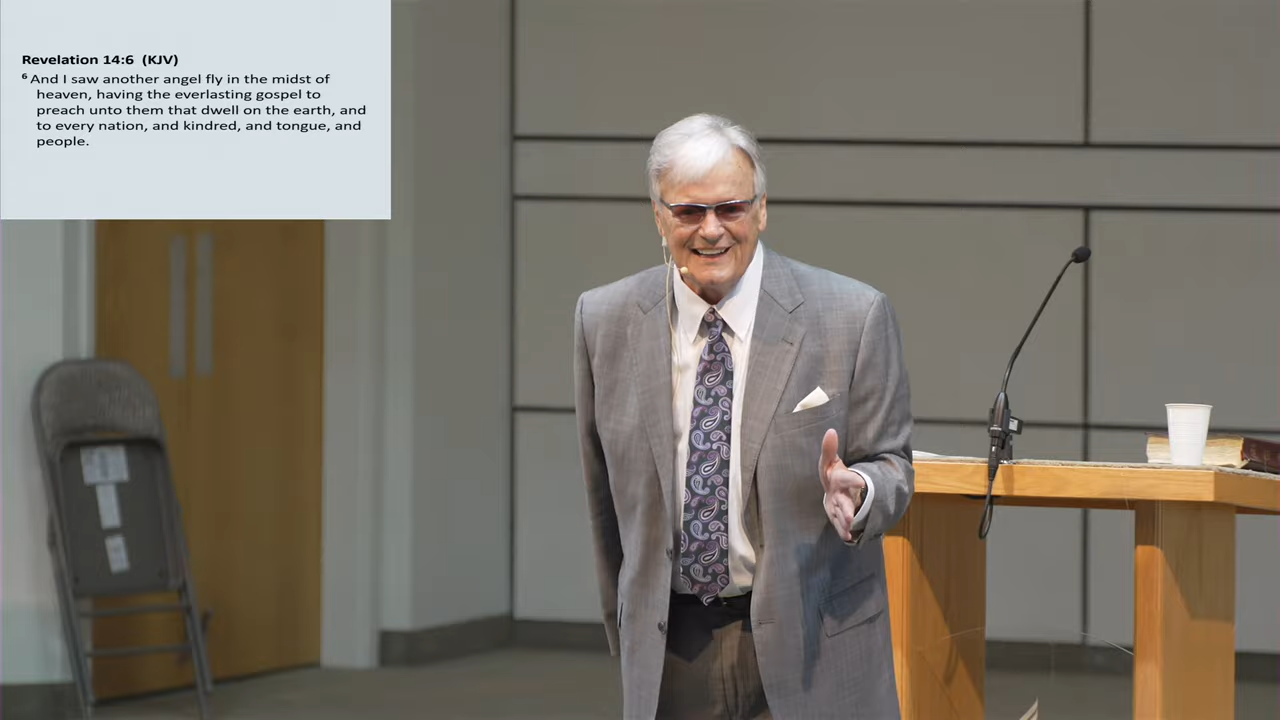 Revelation 14:6 (KJV)
6 And I saw another angel fly in the midst of
heaven, having the everlasting gospel to
preach unto them that dwell on the earth, and
to every nation, and kindred, and tongue, and
people.